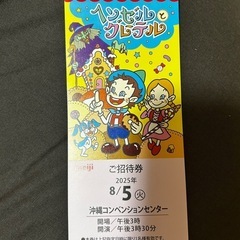 ヘンゼルとグレーテル
meiji
ご招待券
2025年
8/5(火)
沖縄コンベンションセンター
開場/午後3時
開演/午後3時30分